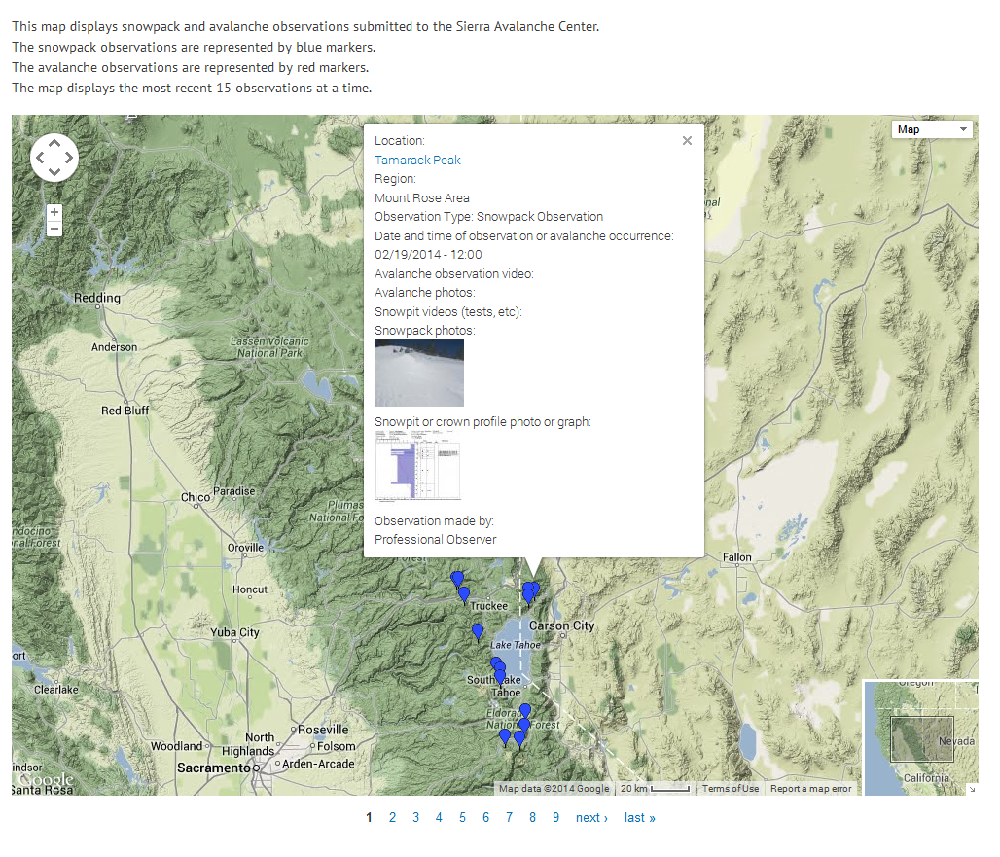 This map displays snowpack and avalanche observations submitted to the Sierra Avalanche Center.
The snowpack observations are represented by blue markers.
The avalanche observations are represented by red markers.
The map displays the most recent 15 observations at a time.
Map
Location:
Tamarack Peak
Region:
Mount Rose Area
Observation Type: Snowpack Observation
Date and time of observation or avalanche occurrence:
02/19/2014 - 12:00
Avalanche observation video:
Avalanche photos:
Snowpit videos (tests, etc):
Snowpack photos:
Snowpit or crown profile photo or graph:
Observation made by:
Professional Observer
+
−
Redding
Anderson
Lassen Volcanic
National Park
Red Bluff
Chico
Paradise
Plumas
National Fo
ndocino
nal Forest
Oroville
Forest
Fallon
Honcut
Truckee
Carson City
Yuba City
Lake Tahoe
ort
Clearlake
South Lake
Tahoe
Eldorado
National Forest
Roseville
Woodland
North
Highlands
Folsom
Sacramento
Arden-Arcade
indsor
Google
Santa Rosa
Oregon
Nevada
California
Map data ©2014 Google
20 km
Terms of Use
Report a map error
1 2 3 4 5 6 7 8 9 next › last »